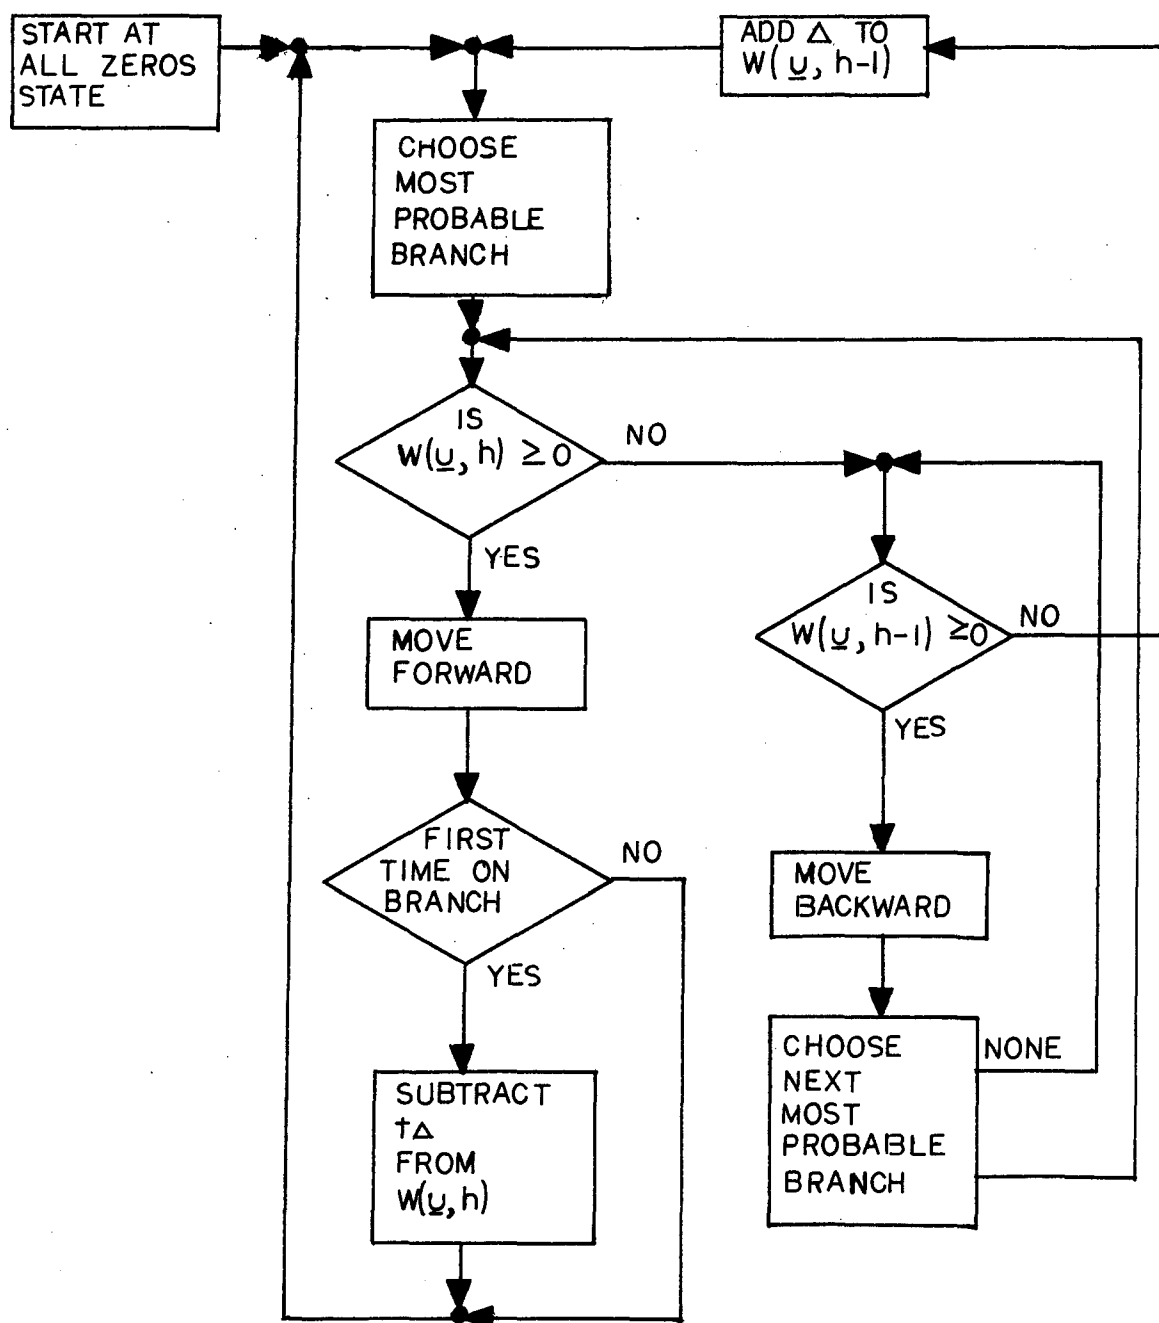 START AT
ALL ZEROS
STATE
ADD Δ TO
W(u̲, h-1)
CHOOSE
MOST
PROBABLE
BRANCH
IS
W(u̲, h) ≥ 0
NO
YES
IS
W(u̲, h-1) ≥ 0
NO
YES
MOVE
FORWARD
FIRST
TIME ON
BRANCH
NO
YES
MOVE
BACKWARD
CHOOSE
NEXT
MOST
PROBABLE
BRANCH
NONE
SUBTRACT
tΔ
FROM
W(u̲, h)